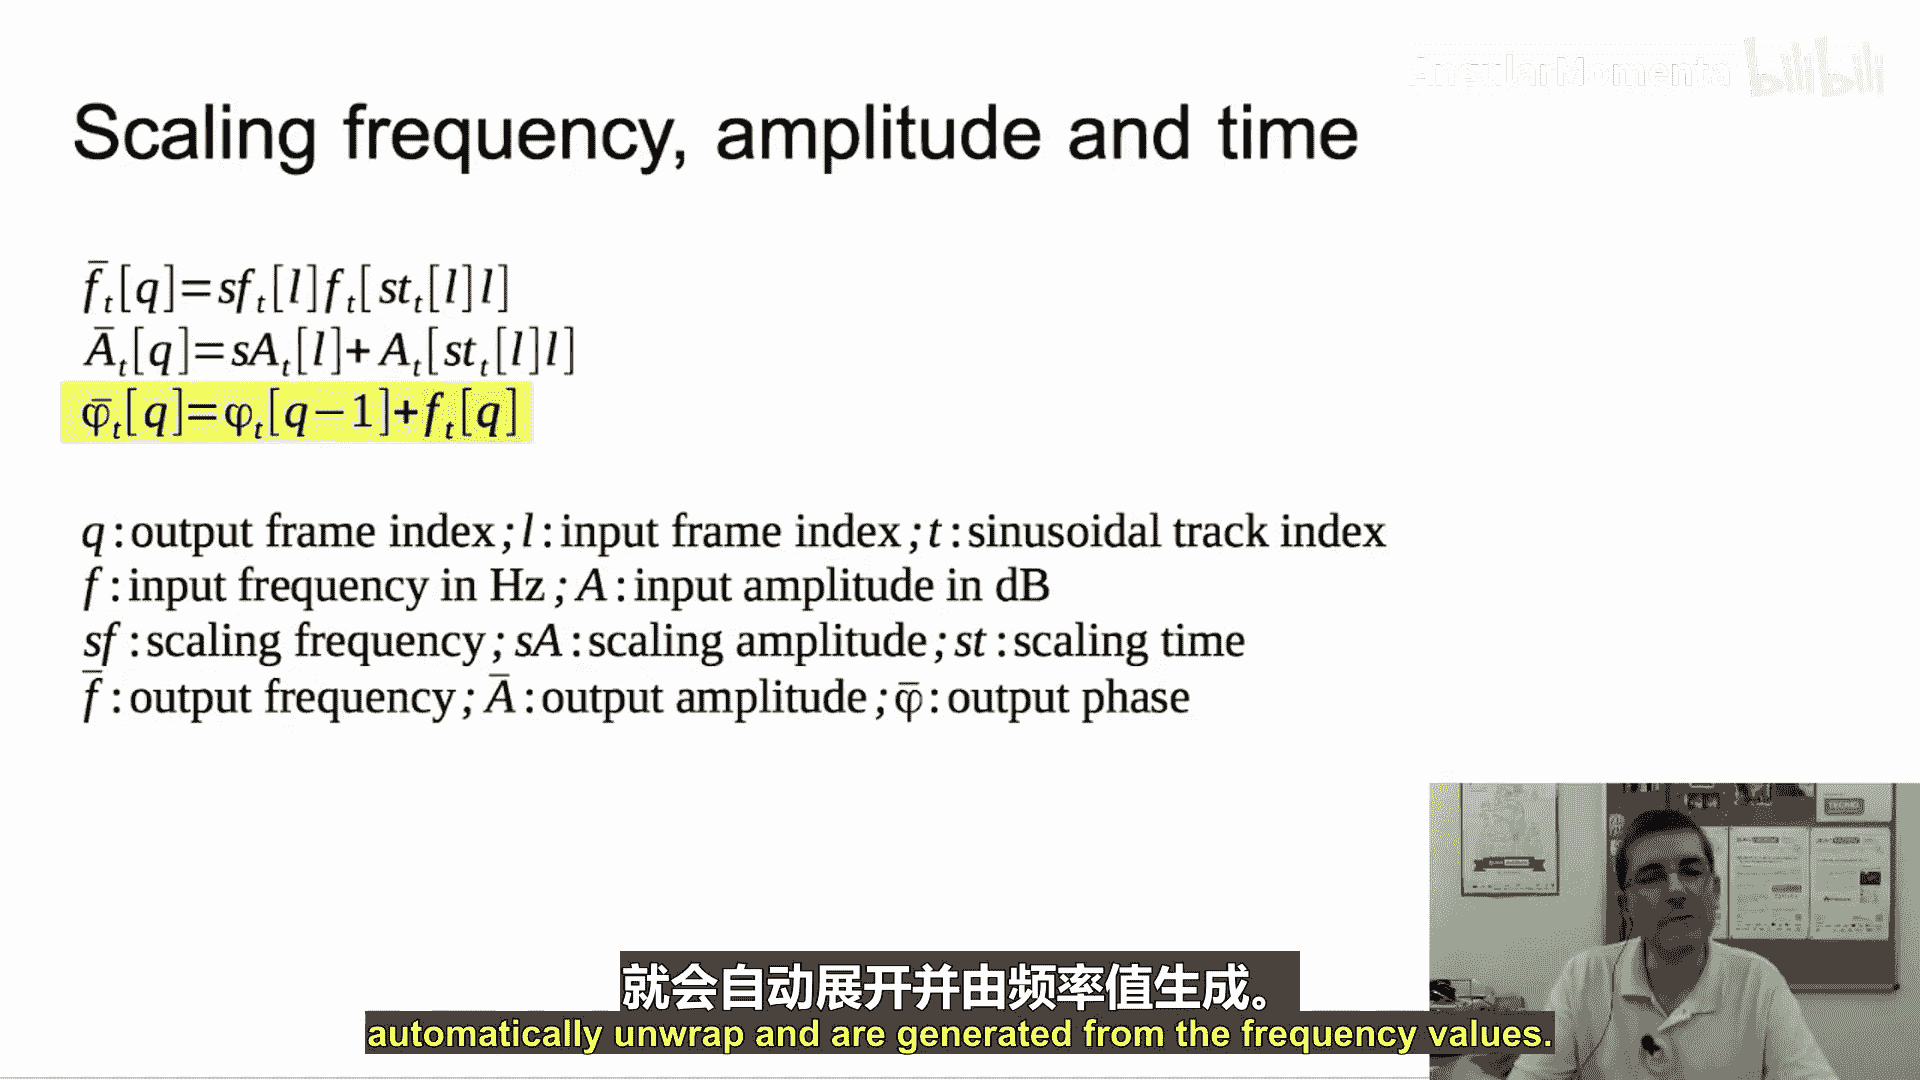 AngularMomenta bilibili
Scaling frequency, amplitude and time
f̄ₜ[q]=sfₜ[l]fₜ[stₜ[l]l]
Āₜ[q]=sAₜ[l]+Aₜ[stₜ[l]l]
φ̄ₜ[q]=φₜ[q−1]+fₜ[q]
q:output frame index;l:input frame index;t:sinusoidal track index
f:input frequency in Hz;A:input amplitude in dB
sf:scaling frequency;sA:scaling amplitude;st:scaling time
f̄:output frequency;Ā:output amplitude;φ̄:output phase
TECNIO
就会自动展开并由频率值生成。
automatically unwrap and are generated from the frequency values.